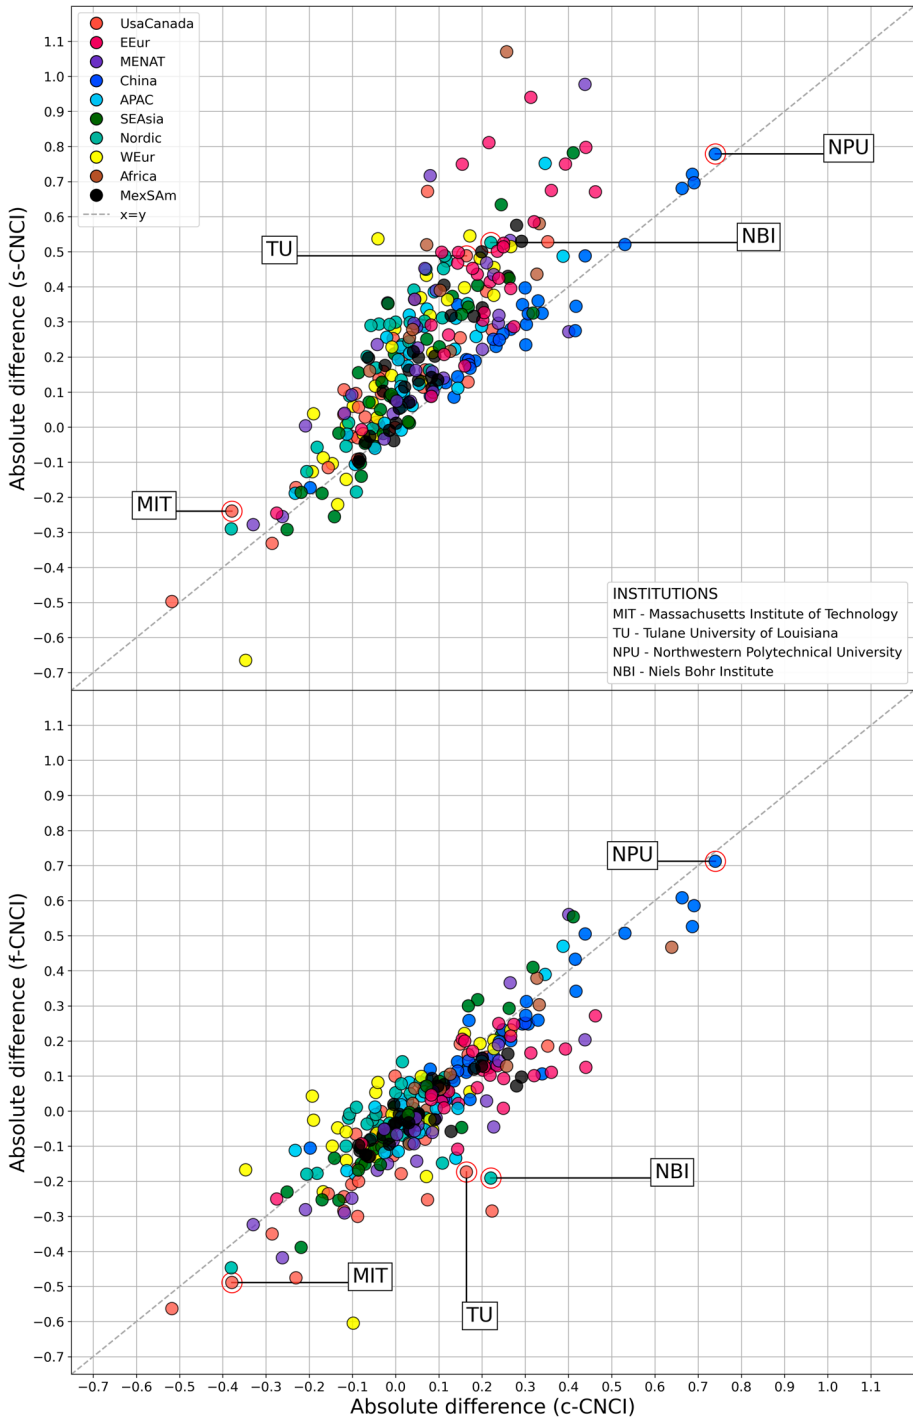 1.1
1.0
0.9
0.8
0.7
0.6
0.5
0.4
0.3
0.2
0.1
0.0
−0.1
−0.2
−0.3
−0.4
−0.5
−0.6
−0.7
Absolute difference (s-CNCI)
UsaCanada
EEur
MENAT
China
APAC
SEAsia
Nordic
WEur
Africa
MexSAm
x=y
NPU
NBI
TU
MIT
INSTITUTIONS
MIT - Massachusetts Institute of Technology
TU - Tulane University of Louisiana
NPU - Northwestern Polytechnical University
NBI - Niels Bohr Institute
1.1
1.0
0.9
0.8
0.7
0.6
0.5
0.4
0.3
0.2
0.1
0.0
−0.1
−0.2
−0.3
−0.4
−0.5
−0.6
−0.7
Absolute difference (f-CNCI)
NPU
NBI
MIT
TU
−0.7 −0.6 −0.5 −0.4 −0.3 −0.2 −0.1 0.0 0.1 0.2 0.3 0.4 0.5 0.6 0.7 0.8 0.9 1.0 1.1
Absolute difference (c-CNCI)